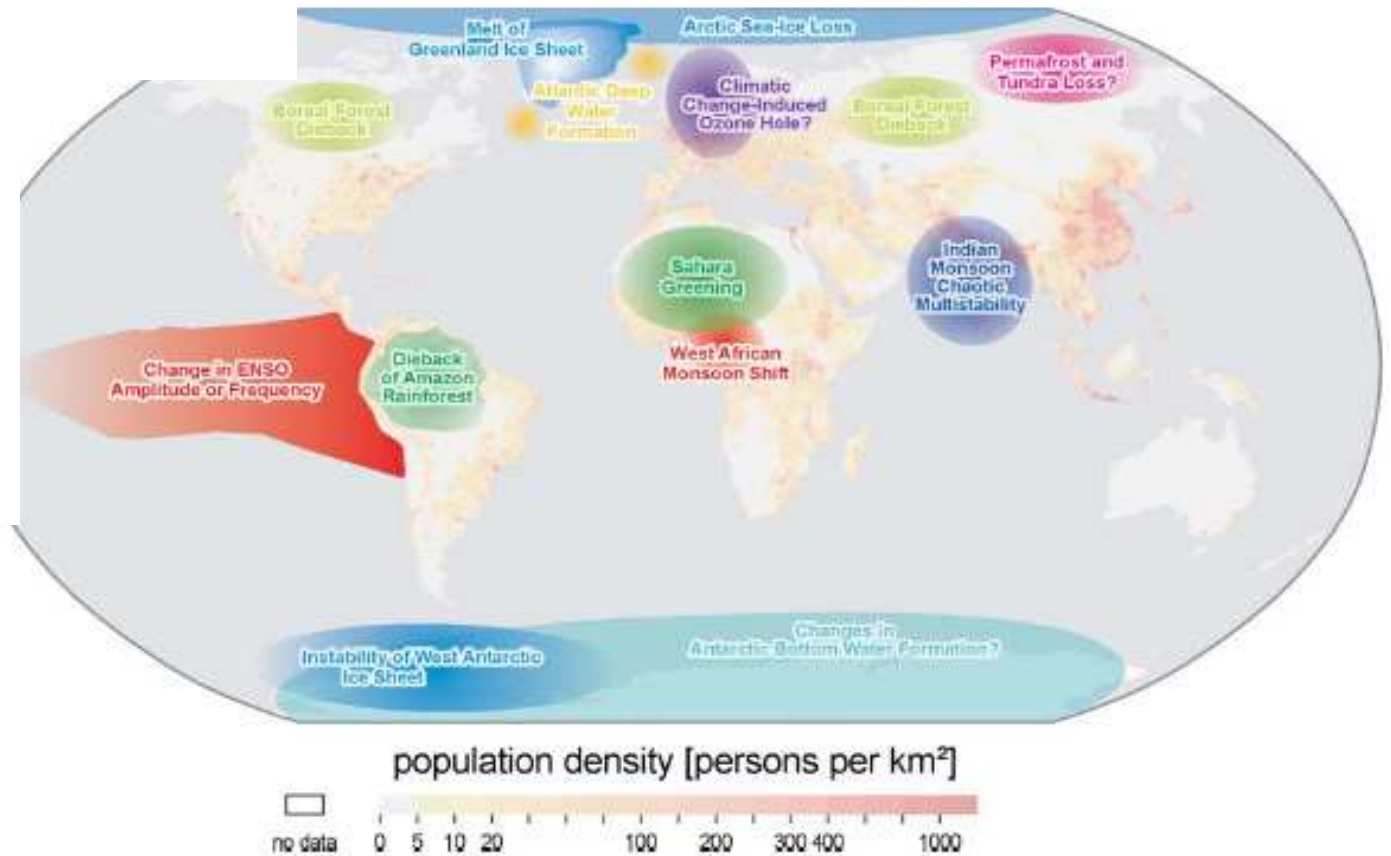 Melt of
Greenland Ice Sheet
Arctic Sea-Ice Loss
Permafrost and
Tundra Loss?
Boreal Forest
Dieback
Atlantic Deep
Water
Formation
Climatic
Change-Induced
Ozone Hole?
Boreal Forest
Dieback
Sahara
Greening
Indian
Monsoon
Chaotic
Multistability
West African
Monsoon Shift
Change in ENSO
Amplitude or Frequency
Dieback
of Amazon
Rainforest
Changes in
Antarctic Bottom Water Formation?
Instability of West Antarctic
Ice Sheet
population density [persons per km²]
no data 0 5 10 20 100 200 300 400 1000